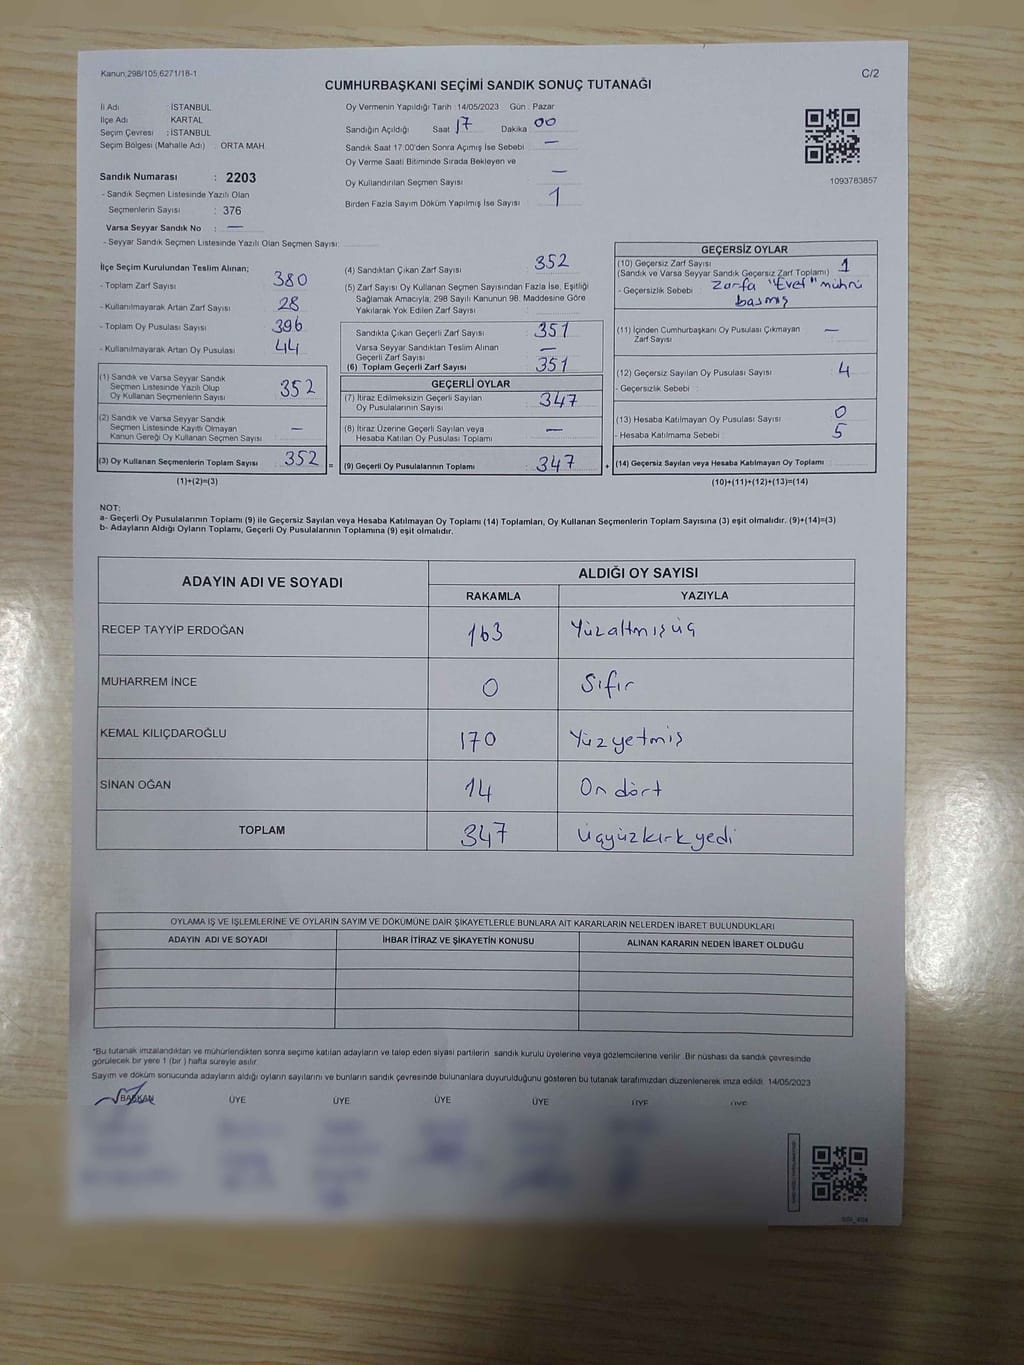 Kanun;298/105;6271/18-1
C/2
CUMHURBAŞKANI SEÇİMİ SANDIK SONUÇ TUTANAĞI
İl Adı : İSTANBUL
İlçe Adı : KARTAL
Seçim Çevresi : İSTANBUL
Seçim Bölgesi (Mahalle Adı) : ORTA MAH.
Sandık Numarası : 2203
- Sandık Seçmen Listesinde Yazılı Olan
Seçmenlerin Sayısı : 376
Varsa Seyyar Sandık No : —
- Seyyar Sandık Seçmen Listesinde Yazılı Olan Seçmen Sayısı:
Oy Vermenin Yapıldığı Tarih :14/05/2023 Gün : Pazar
Sandığın Açıldığı Saat 17 Dakika 00
Sandık Saat 17:00'den Sonra Açımış İse Sebebi : —
Oy Verme Saati Bitiminde Sırada Bekleyen ve
Oy Kullandırılan Seçmen Sayısı : —
Birden Fazla Sayım Döküm Yapılmış İse Sayısı : 1
1093783857
İlçe Seçim Kurulundan Teslim Alınan;
- Toplam Zarf Sayısı : 380
- Kullanılmayarak Artan Zarf Sayısı : 28
- Toplam Oy Pusulası Sayısı : 396
- Kullanılmayarak Artan Oy Pusulası : 44
(1) Sandık ve Varsa Seyyar Sandık
Seçmen Listesinde Yazılı Olup
Oy Kullanan Seçmenlerin Sayısı : 352
(2) Sandık ve Varsa Seyyar Sandık
Seçmen Listesinde Kayıtlı Olmayan
Kanun Gereği Oy Kullanan Seçmen Sayısı : —
(3) Oy Kullanan Seçmenlerin Toplam Sayısı : 352 =
(1)+(2)=(3)
(4) Sandıktan Çıkan Zarf Sayısı : 352
(5) Zarf Sayısı Oy Kullanan Seçmen Sayısından Fazla İse, Eşitliği
Sağlamak Amacıyla, 298 Sayılı Kanunun 98. Maddesine Göre
Yakılarak Yok Edilen Zarf Sayısı :
Sandıkta Çıkan Geçerli Zarf Sayısı : 351
Varsa Seyyar Sandıktan Teslim Alınan
Geçerli Zarf Sayısı : —
(6) Toplam Geçerli Zarf Sayısı : 351
GEÇERLİ OYLAR
(7) İtiraz Edilmeksizin Geçerli Sayılan
Oy Pusulalarının Sayısı : 347
(8) İtiraz Üzerine Geçerli Sayılan veya
Hesaba Katılan Oy Pusulası Toplamı : —
(9) Geçerli Oy Pusulalarının Toplamı : 347 +
GEÇERSİZ OYLAR
(10) Geçersiz Zarf Sayısı
(Sandık ve Varsa Seyyar Sandık Geçersiz Zarf Toplamı) : 1
- Geçersizlik Sebebi : Zarfa "Evet" mührü
basmış
(11) İçinden Cumhurbaşkanı Oy Pusulası Çıkmayan
Zarf Sayısı : —
(12) Geçersiz Sayılan Oy Pusulası Sayısı : 4
- Geçersizlik Sebebi :
(13) Hesaba Katılmayan Oy Pusulası Sayısı : 0
- Hesaba Katılmama Sebebi : 5
(14) Geçersiz Sayılan veya Hesaba Katılmayan Oy Toplamı :
(10)+(11)+(12)+(13)=(14)
NOT:
a- Geçerli Oy Pusulalarının Toplamı (9) ile Geçersiz Sayılan veya Hesaba Katılmayan Oy Toplamı (14) Toplamları, Oy Kullanan Seçmenlerin Toplam Sayısına (3) eşit olmalıdır. (9)+(14)=(3)
b- Adayların Aldığı Oyların Toplamı, Geçerli Oy Pusulalarının Toplamına (9) eşit olmalıdır.
ADAYIN ADI VE SOYADI ALDIĞI OY SAYISI
RAKAMLA YAZIYLA
RECEP TAYYİP ERDOĞAN 163 Yüzaltmışüç
MUHARREM İNCE 0 Sıfır
KEMAL KILIÇDAROĞLU 170 Yüzyetmiş
SİNAN OĞAN 14 On dört
TOPLAM 347 Üçyüzkırkyedi
OYLAMA İŞ VE İŞLEMLERİNE VE OYLARIN SAYIM VE DÖKÜMÜNE DAİR ŞİKAYETLERLE BUNLARA AİT KARARLARIN NELERDEN İBARET BULUNDUKLARI
ADAYIN ADI VE SOYADI İHBAR İTİRAZ VE ŞİKAYETİN KONUSU ALINAN KARARIN NEDEN İBARET OLDUĞU
*Bu tutanak imzalandıktan ve mühürlendikten sonra seçime katılan adayların ve talep eden siyasi partilerin sandık kurulu üyelerine veya gözlemcilerine verilir. Bir nüshası da sandık çevresinde
görülecek bir yere 1 (bir ) hafta süreyle asılır.
Sayım ve döküm sonucunda adayların aldığı oyların sayılarını ve bunların sandık çevresinde bulunanlara duyurulduğunu gösteren bu tutanak tarafımızdan düzenlenerek imza edildi. 14/05/2023
BAŞKAN ÜYE ÜYE ÜYE ÜYE ÜYE ÜYE